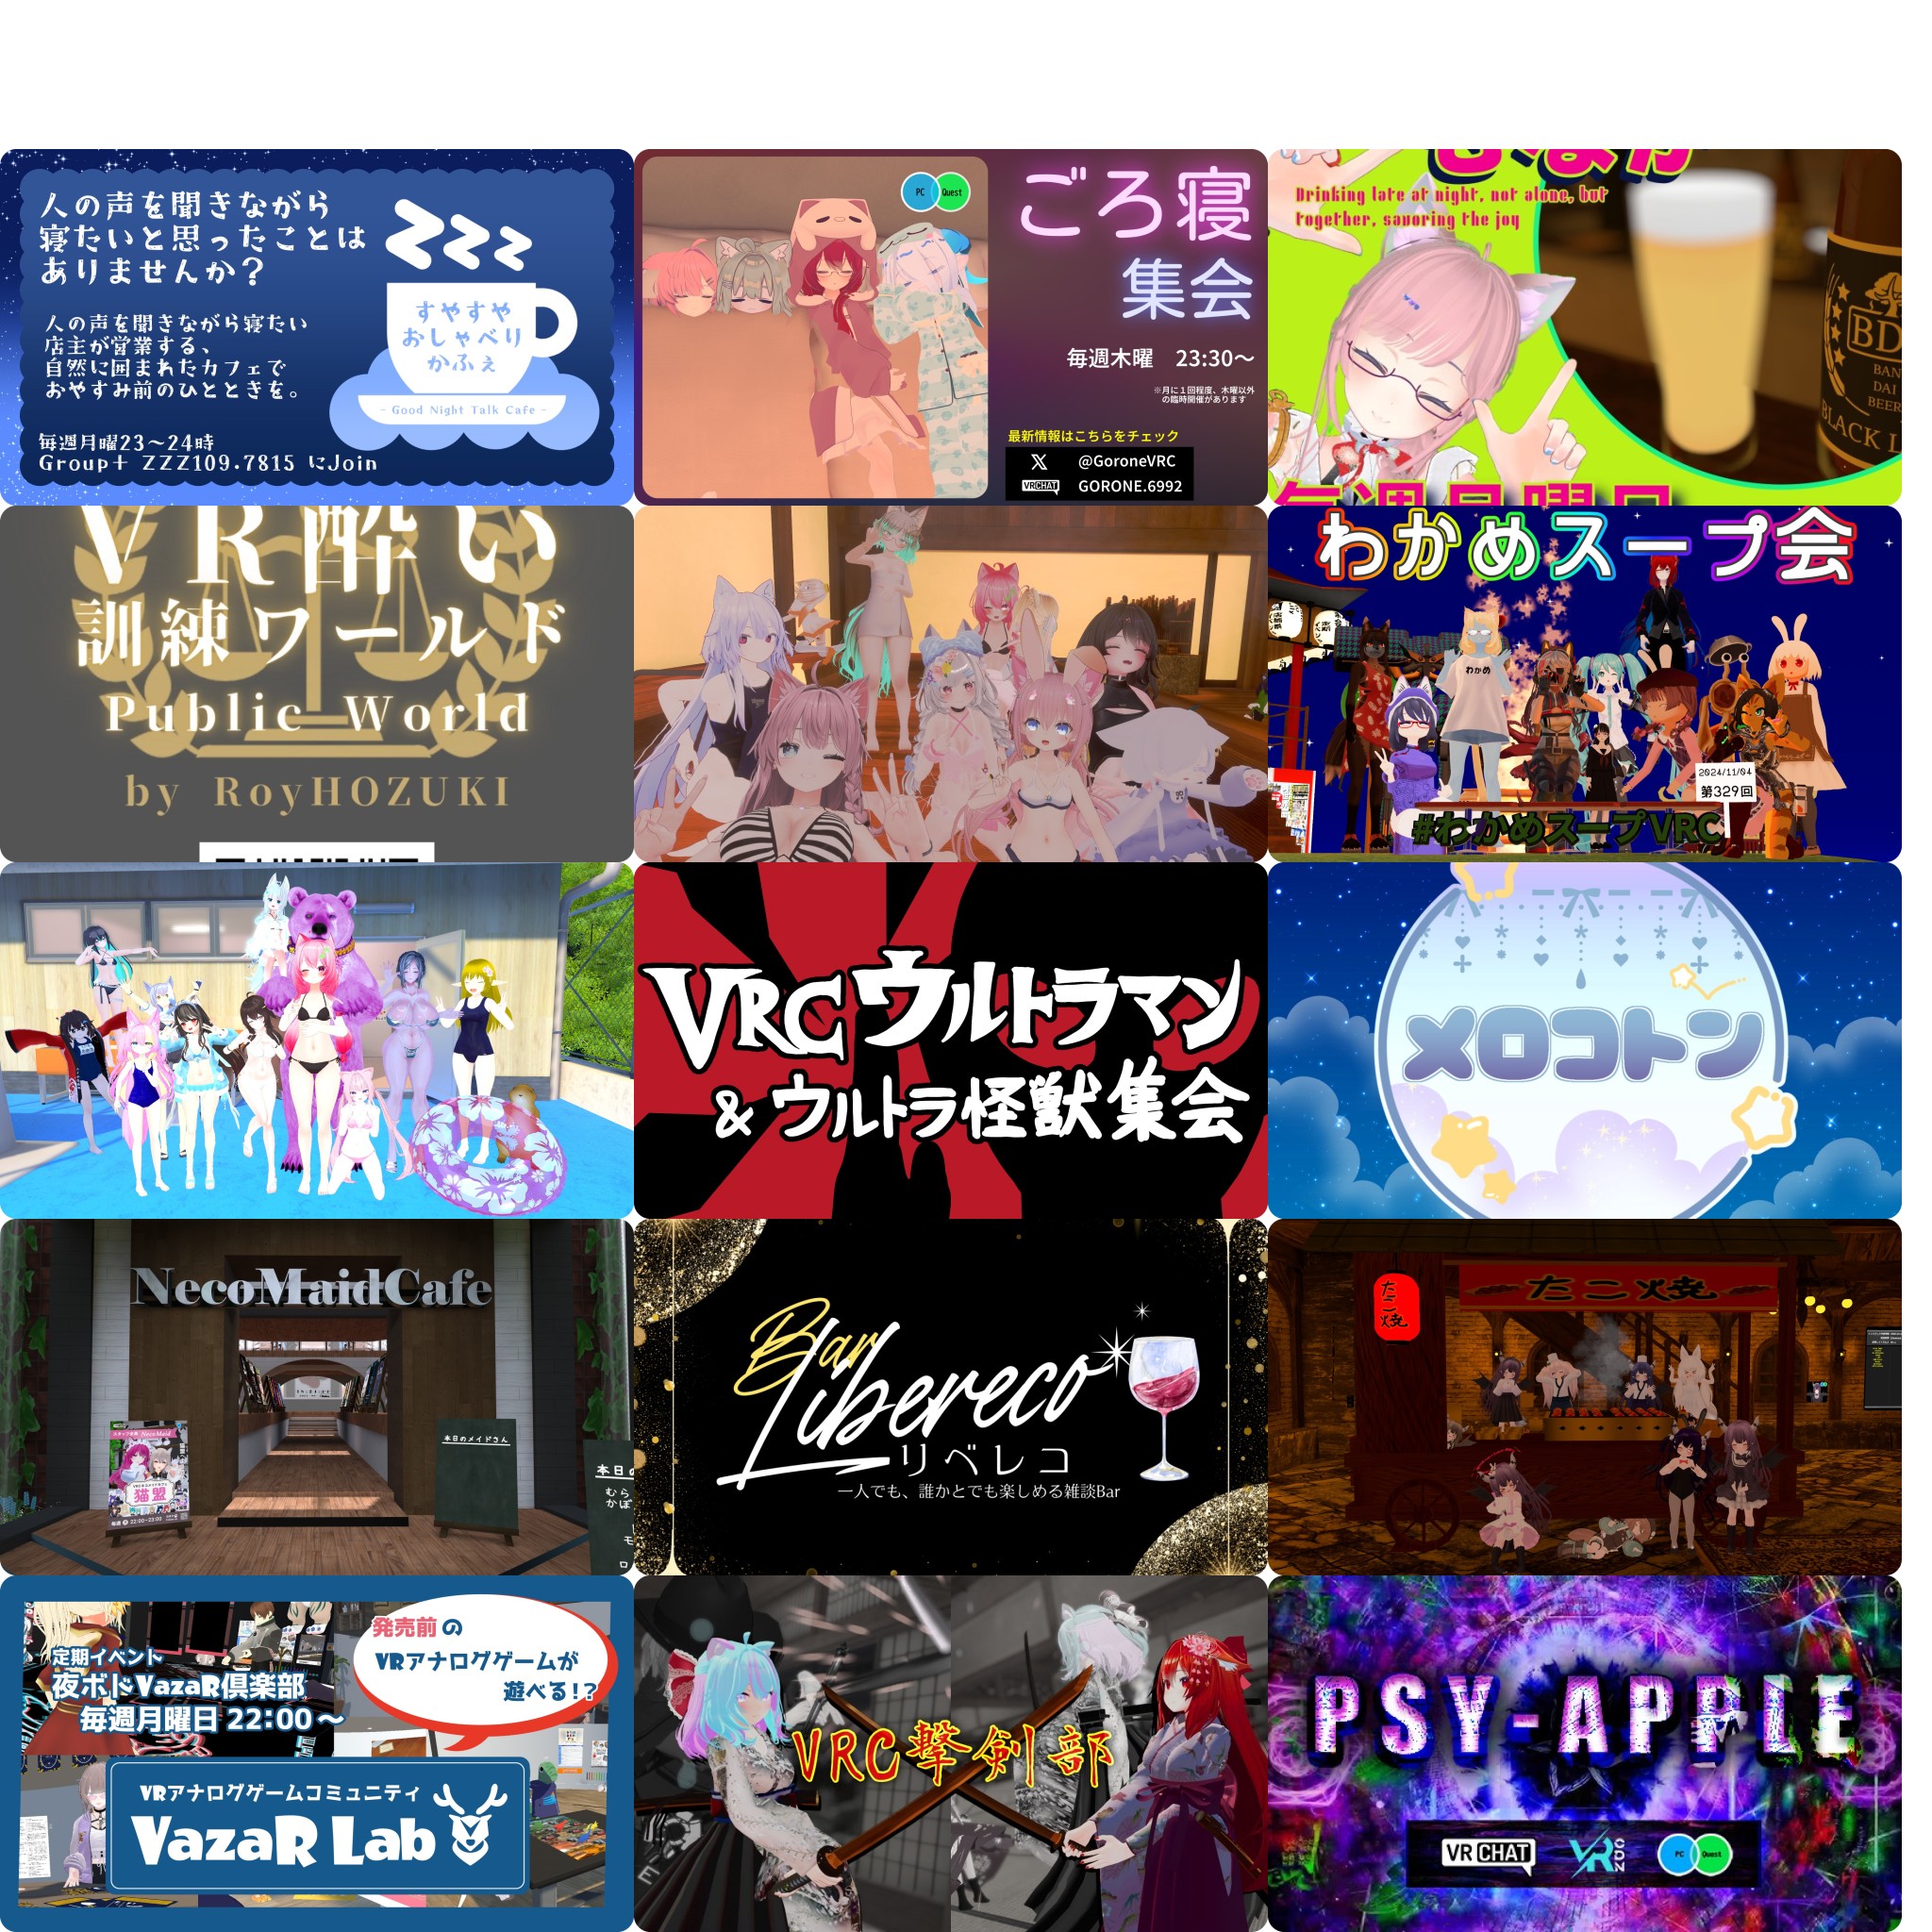 人の声を聞きながら
寝たいと思ったことは
ありませんか?
人の声を聞きながら寝たい
店主が営業する、
自然に囲まれたカフェで
おやすみ前のひとときを。
毎週月曜23~24時
Group+ ZZZ109.7815 にJoin
ZZZ
すやすや
おしゃべり
かふぇ
- Good Night Talk Cafe -
PC Quest
ごろ寝
集会
毎週木曜 23:30~
※月に1回程度、木曜以外
の臨時開催があります
最新情報はこちらをチェック
X @GoroneVRC
VRCHAT GORONE.6992
Drinking late at night, not alone, but
together, savoring the joy
毎週月曜日
VR酔い
訓練ワールド
Public World
by RoyHOZUKI
わかめスープ会
わかめ
2024/11/04
第329回
#わかめスープVRC
VRCウルトラマン
&ウルトラ怪獣集会
メロコトン
NecoMaidCafe
本日のメイドさん
猫盟
Bar
Libereco
リベレコ
一人でも、誰かとでも楽しめる雑談Bar
たこ焼
たこ焼
定期イベント
夜ボドVazaR倶楽部
毎週月曜日 22:00~
発売前の
VRアナログゲームが
遊べる!?
VRアナログゲームコミュニティ
VazaR Lab
VRC撃剣部
PSY-APPLE
VRCHAT
PC Quest